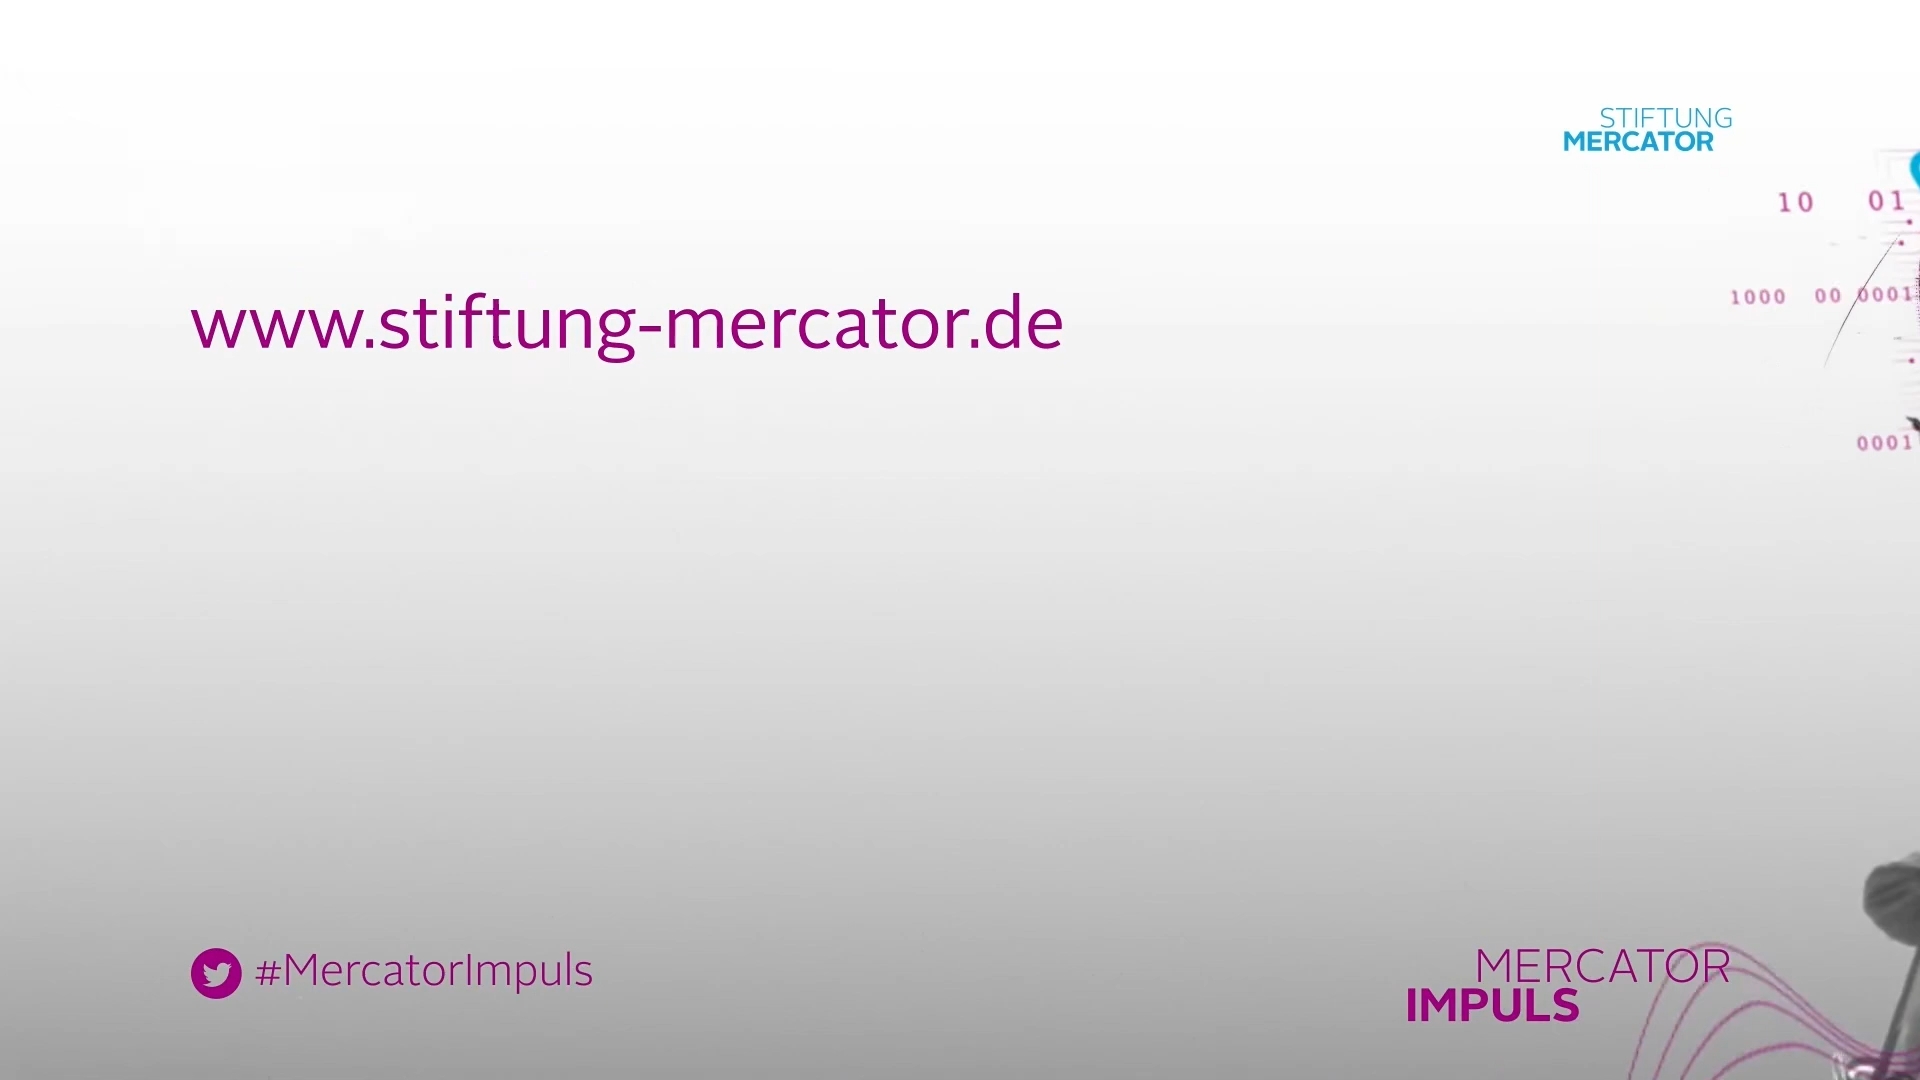 STIFTUNG
MERCATOR
10 01
www.stiftung-mercator.de
1000 00 0001
0001
#MercatorImpuls
MERCATOR
IMPULS